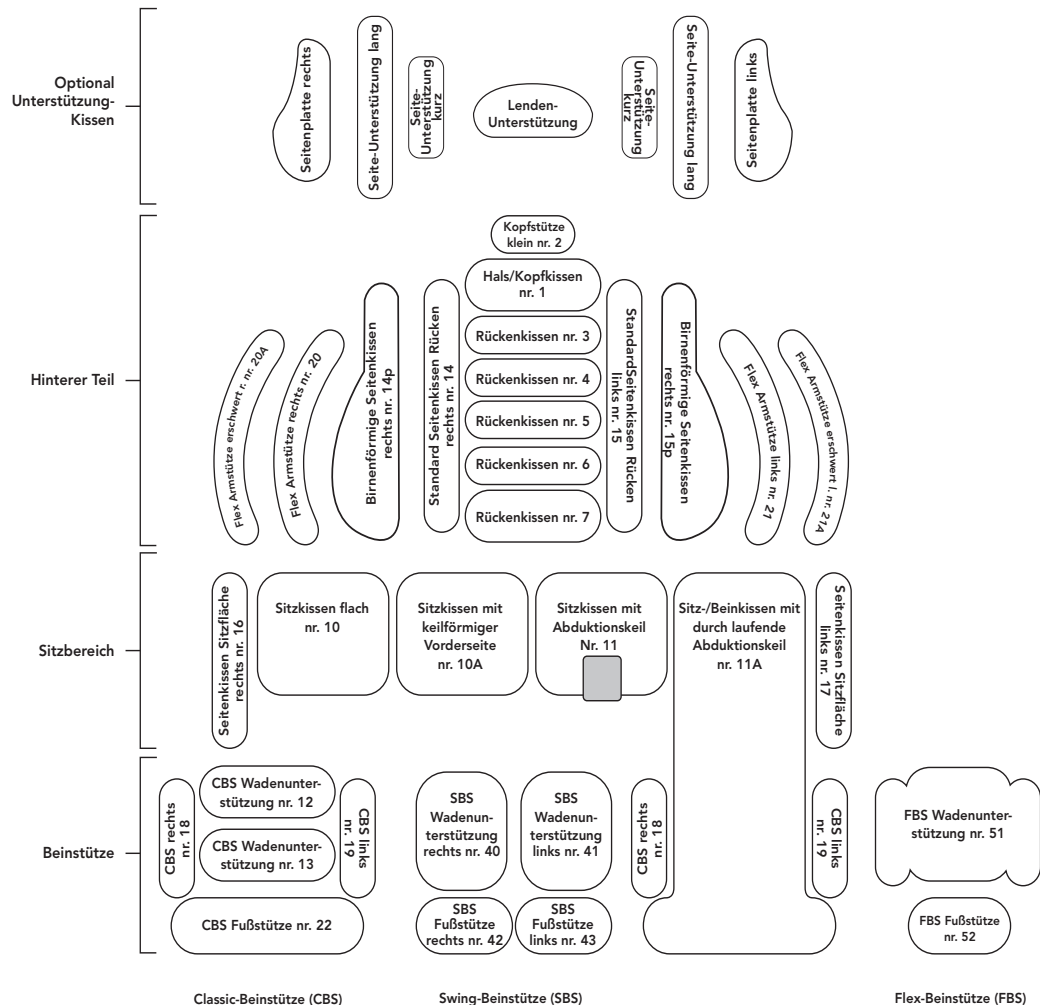 Optional
Unterstützung-
Kissen
Seitenplatte rechts
Seite-Unterstützung lang
Seite-
Unterstützung
kurz
Lenden-
Unterstützung
Seite-
Unterstützung
kurz
Seite-Unterstützung lang
Seitenplatte links
Hinterer Teil
Kopfstütze
klein nr. 2
Hals/Kopfkissen
nr. 1
Rückenkissen nr. 3
Rückenkissen nr. 4
Rückenkissen nr. 5
Rückenkissen nr. 6
Rückenkissen nr. 7
Flex Armstütze erschwert r. nr. 20A
Flex Armstütze rechts nr. 20
Birnenförmige Seitenkissen
rechts nr. 14p
Standard Seitenkissen Rücken
rechts nr. 14
StandardSeitenkissen Rücken
links nr. 15
Birnenförmige Seitenkissen
rechts nr. 15p
Flex Armstütze links nr. 21
Flex Armstütze erschwert l. nr. 21A
Sitzbereich
Seitenkissen Sitzfläche
rechts nr. 16
Sitzkissen flach
nr. 10
Sitzkissen mit
keilförmiger
Vorderseite
nr. 10A
Sitzkissen mit
Abduktionskeil
Nr. 11
Sitz-/Beinkissen mit
durch laufende
Abduktionskeil
nr. 11A
Seitenkissen Sitzfläche
links nr. 17
Beinstütze
CBS rechts
nr. 18
CBS Wadenunter-
stützung nr. 12
CBS Wadenunter-
stützung nr. 13
CBS links
nr. 19
CBS Fußstütze nr. 22
SBS
Wadenun-
terstützung
rechts nr. 40
SBS
Wadenun-
terstützung
links nr. 41
SBS
Fußstütze
rechts nr. 42
SBS
Fußstütze
links nr. 43
CBS rechts
nr. 18
CBS links
nr. 19
FBS Wadenunter-
stützung nr. 51
FBS Fußstütze
nr. 52
Classic-Beinstütze (CBS)
Swing-Beinstütze (SBS)
Flex-Beinstütze (FBS)